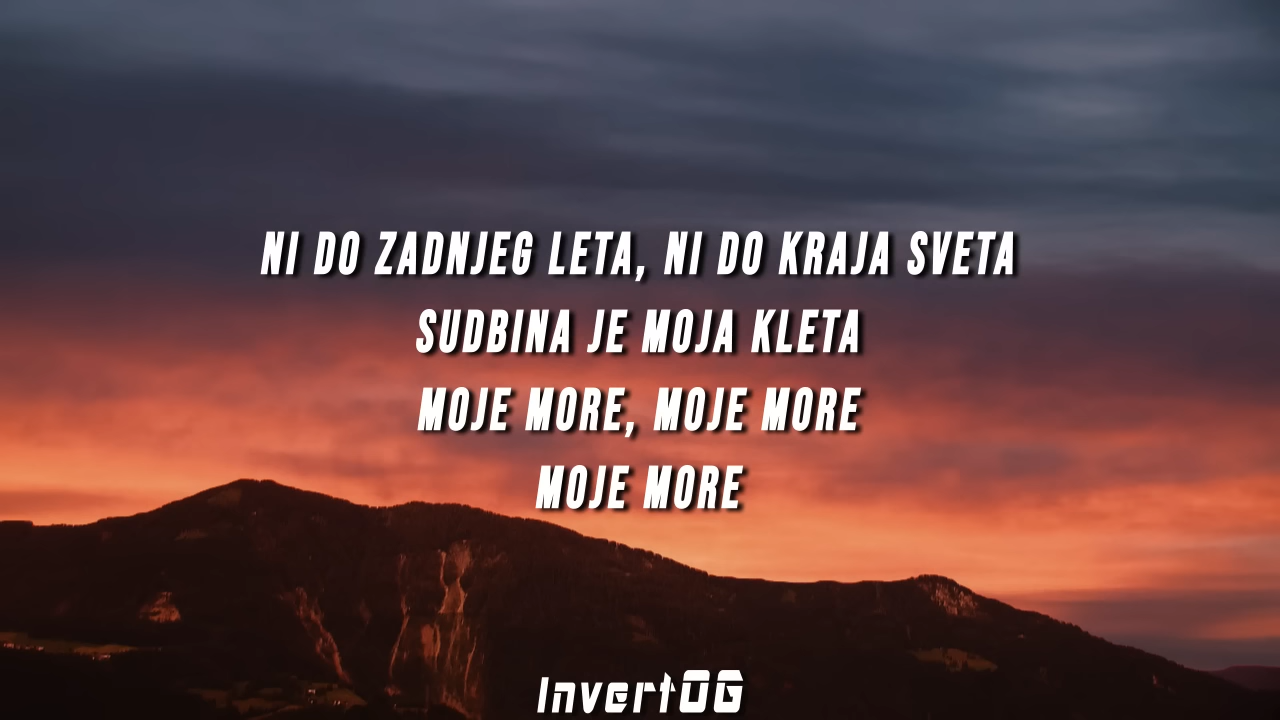 NI DO ZADNJEG LETA, NI DO KRAJA SVETA
SUDBINA JE MOJA KLETA
MOJE MORE, MOJE MORE
MOJE MORE
InvertOG